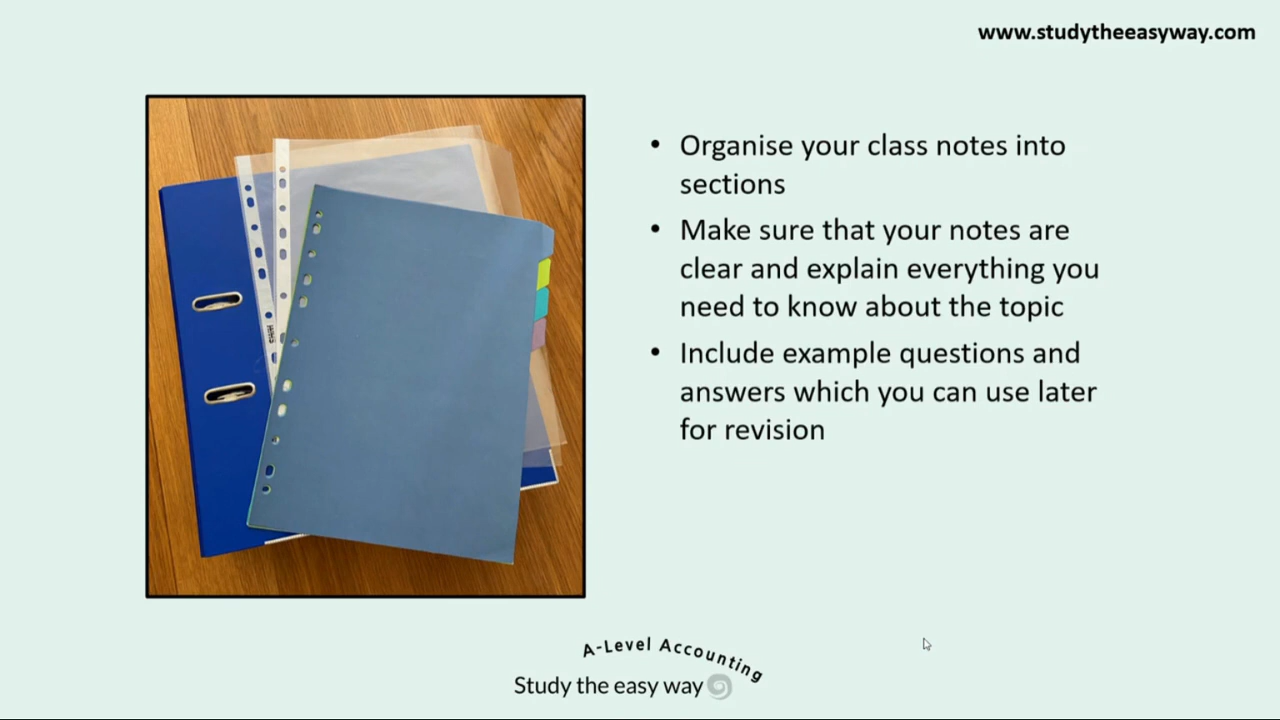 www.studytheeasyway.com
• Organise your class notes into
sections
• Make sure that your notes are
clear and explain everything you
need to know about the topic
• Include example questions and
answers which you can use later
for revision
A-Level Accounting
Study the easy way